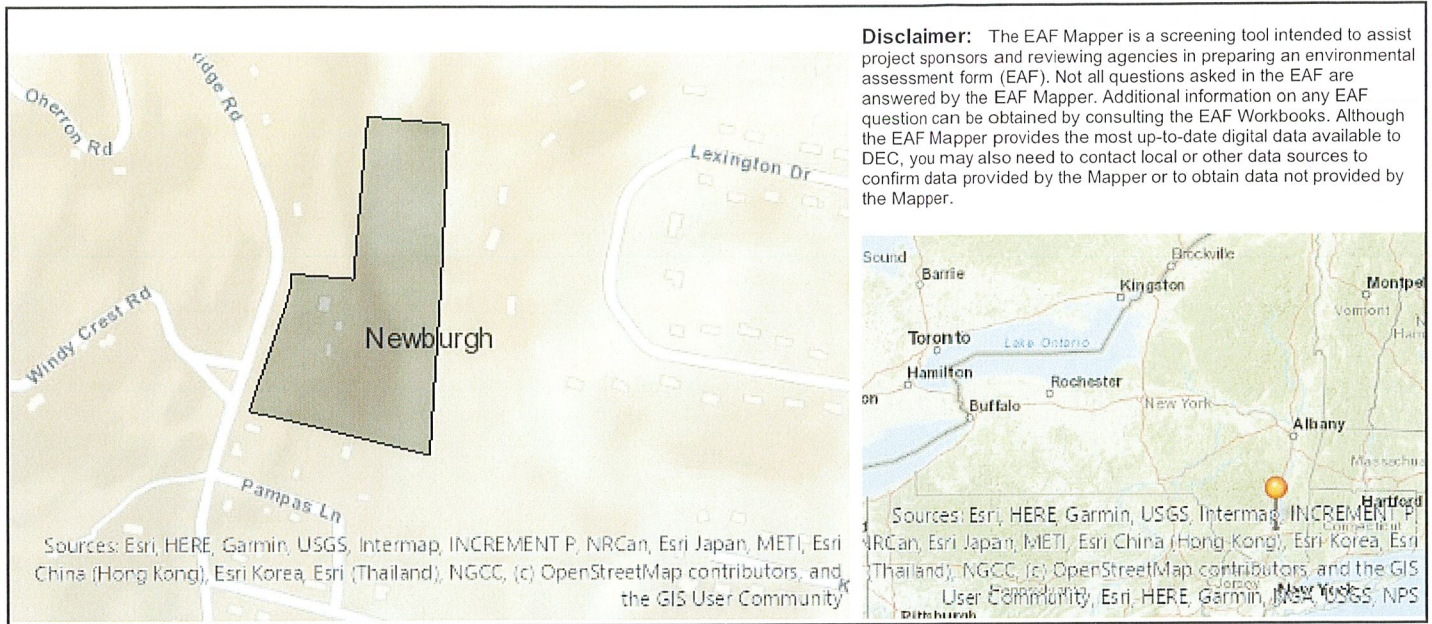 Disclaimer: The EAF Mapper is a screening tool intended to assist
project sponsors and reviewing agencies in preparing an environmental
assessment form (EAF). Not all questions asked in the EAF are
answered by the EAF Mapper. Additional information on any EAF
question can be obtained by consulting the EAF Workbooks. Although
the EAF Mapper provides the most up-to-date digital data available to
DEC, you may also need to contact local or other data sources to
confirm data provided by the Mapper or to obtain data not provided by
the Mapper.
Oherron Rd
ridge Rd
Lexington Dr
Windy Crest Rd
Newburgh
Pampas Ln
Sources: Esri, HERE, Garmin, USGS, Intermap, INCREMENT P, NRCan, Esri Japan, METI, Esri
China (Hong Kong), Esri Korea, Esri (Thailand), NGCC, (c) OpenStreetMap contributors, and
the GIS User Community
Sound
Barrie
Brockville
Kingston
Montpel
Vermont
Toronto
Lake Ontario
Hamilton
Rochester
on
Buffalo
New York
Albany
Massachus
Hartford
Connecticut
Sources: Esri, HERE, Garmin, USGS, Intermap, INCREMENT P,
NRCan, Esri Japan, METI, Esri China (Hong Kong), Esri Korea, Esri
(Thailand), NGCC, (c) OpenStreetMap contributors, and the GIS
User Community, Esri, HERE, Garmin, NGA, USGS, NPS
New York
Pittsburgh